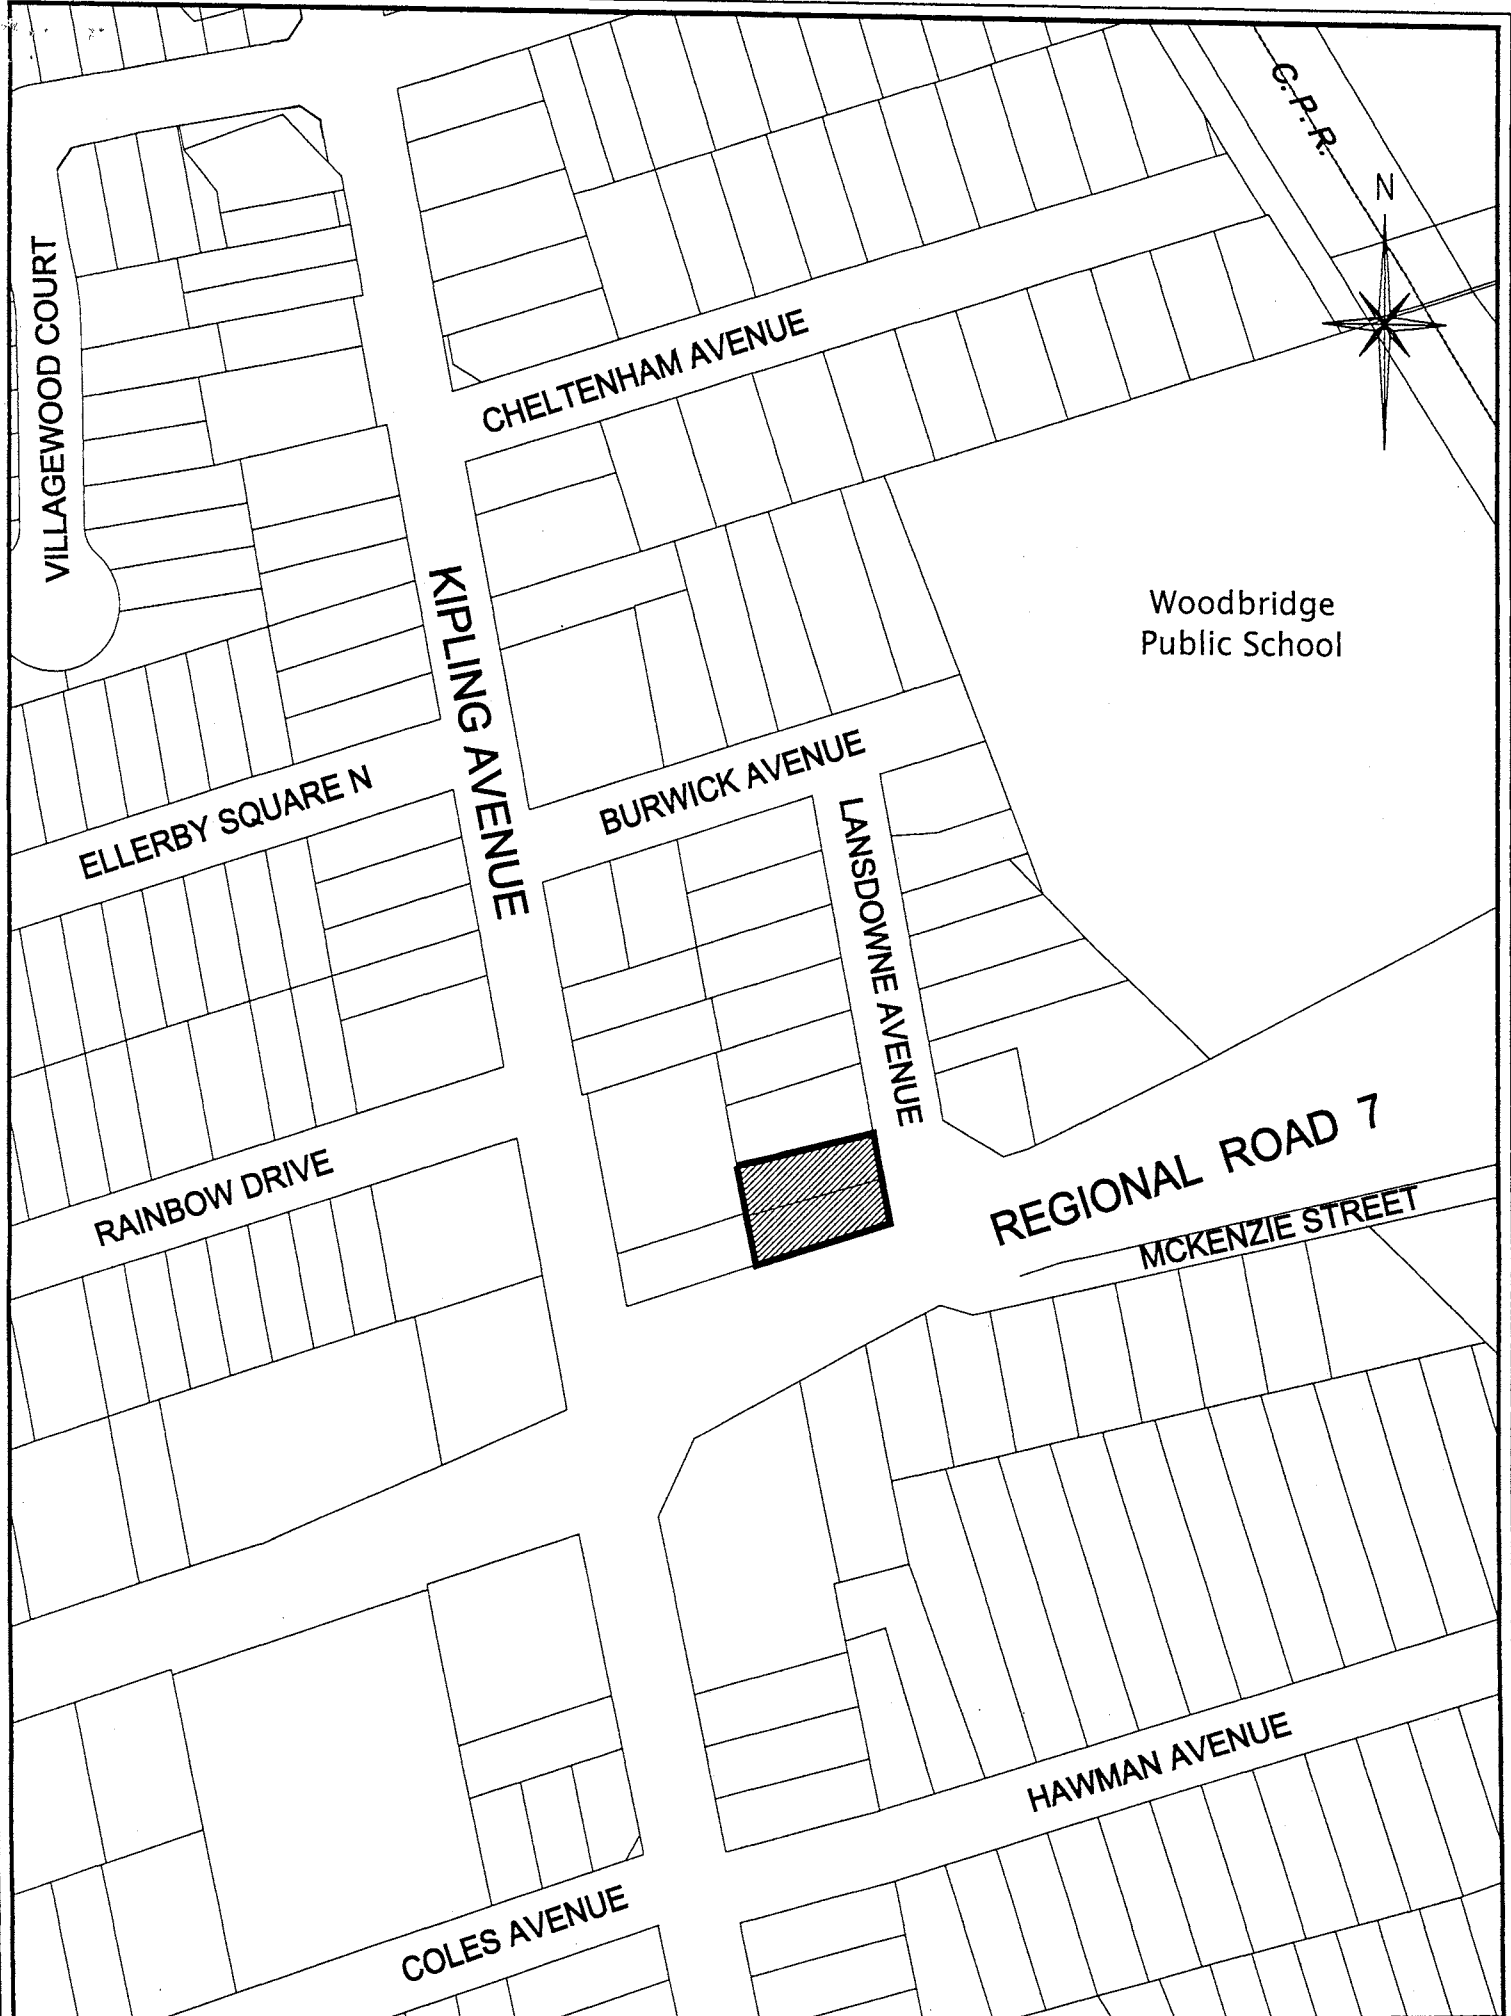 C.P.R.
N
VILLAGEWOOD COURT
CHELTENHAM AVENUE
KIPLING AVENUE
Woodbridge
Public School
ELLERBY SQUARE N
BURWICK AVENUE
LANSDOWNE AVENUE
RAINBOW DRIVE
REGIONAL ROAD 7
MCKENZIE STREET
HAWMAN AVENUE
COLES AVENUE